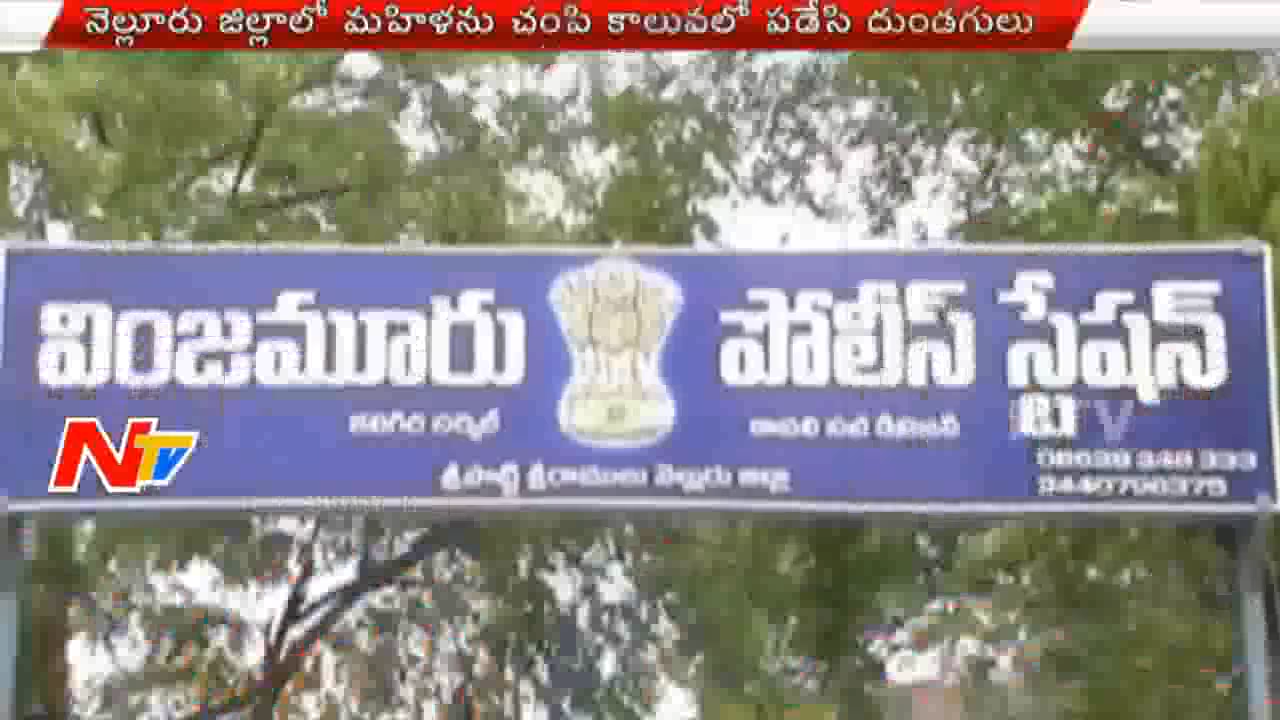 నెల్లూరు జిల్లాలో మహిళను చంపి కాలువలో పడేసి దుండగులు
వింజమూరు పోలీస్ స్టేషన్
NTV
శ్రీ పొట్టి శ్రీరాములు నెల్లూరు జిల్లా